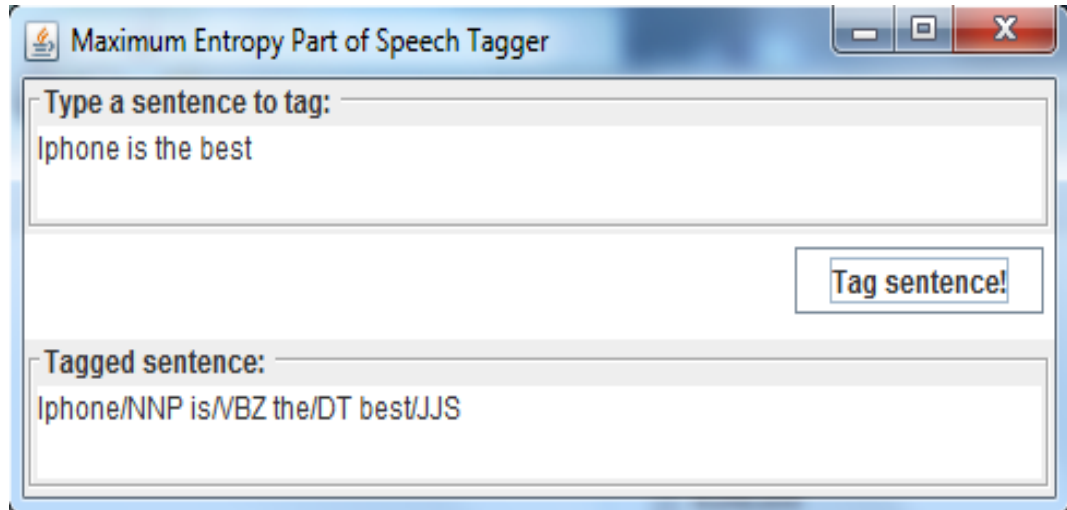 Maximum Entropy Part of Speech Tagger
Type a sentence to tag:
Iphone is the best
Tag sentence!
Tagged sentence:
Iphone/NNP is/VBZ the/DT best/JJS